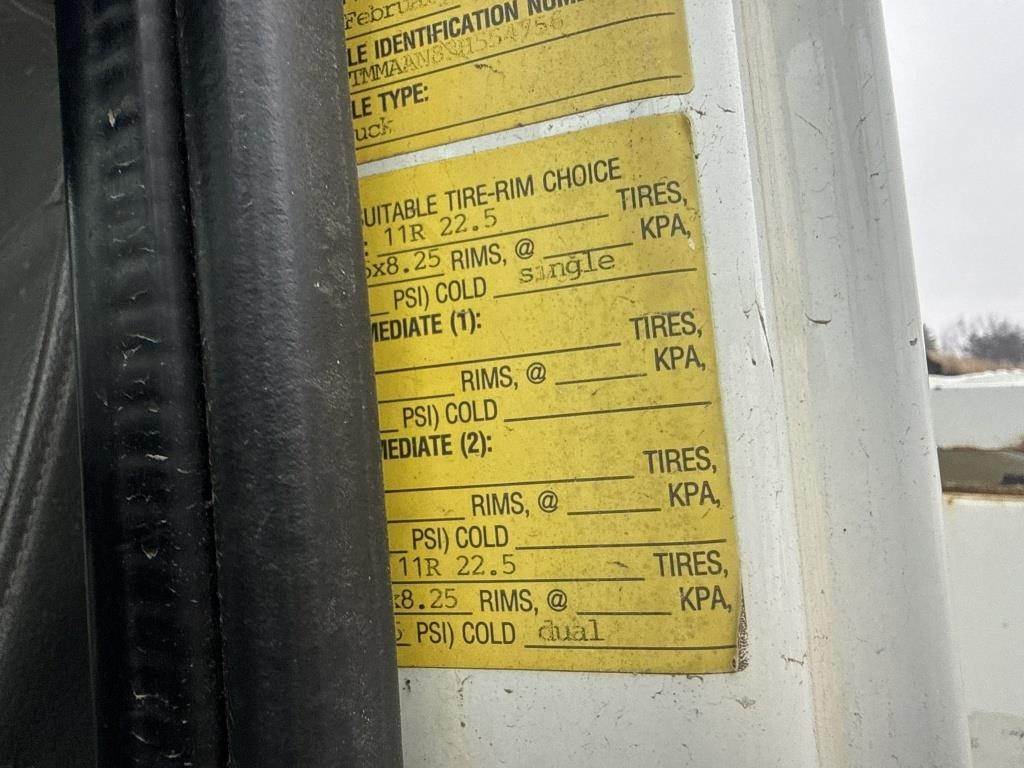 February
LE IDENTIFICATION NUM
LE TYPE:
uck
UITABLE TIRE-RIM CHOICE
11R 22.5 TIRES,
x8.25 RIMS, @ KPA,
PSI) COLD single
MEDIATE (1):
TIRES,
RIMS, @ KPA,
PSI) COLD
MEDIATE (2):
TIRES,
RIMS, @ KPA,
PSI) COLD
11R 22.5 TIRES,
x8.25 RIMS, @ KPA,
PSI) COLD dual